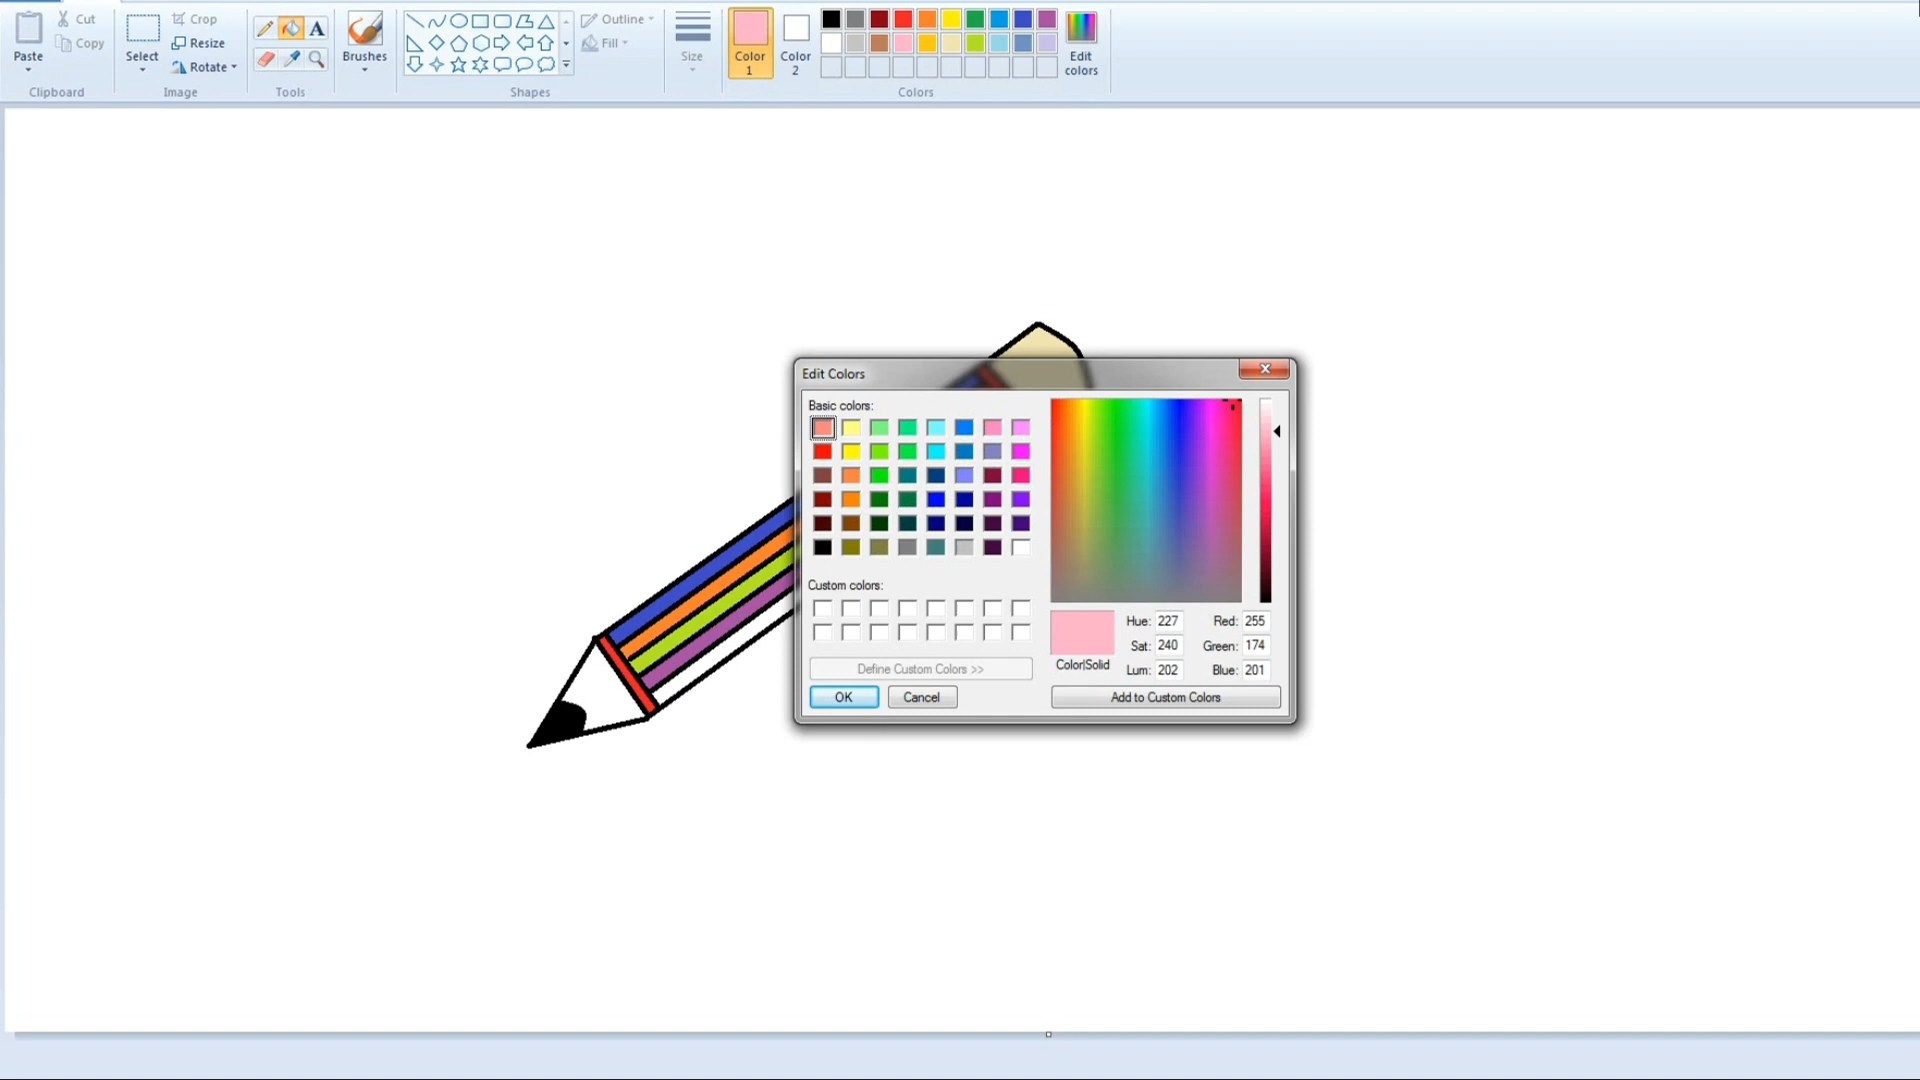 Paste
Cut
Copy
Clipboard
Select
Crop
Resize
Rotate
Image
A
Tools
Brushes
Shapes
Outline
Fill
Size
Color
1
Color
2
Edit
colors
Colors
Edit Colors
Basic colors:
Custom colors:
Define Custom Colors >>
OK
Cancel
Color|Solid
Hue: 227
Sat: 240
Lum: 202
Red: 255
Green: 174
Blue: 201
Add to Custom Colors